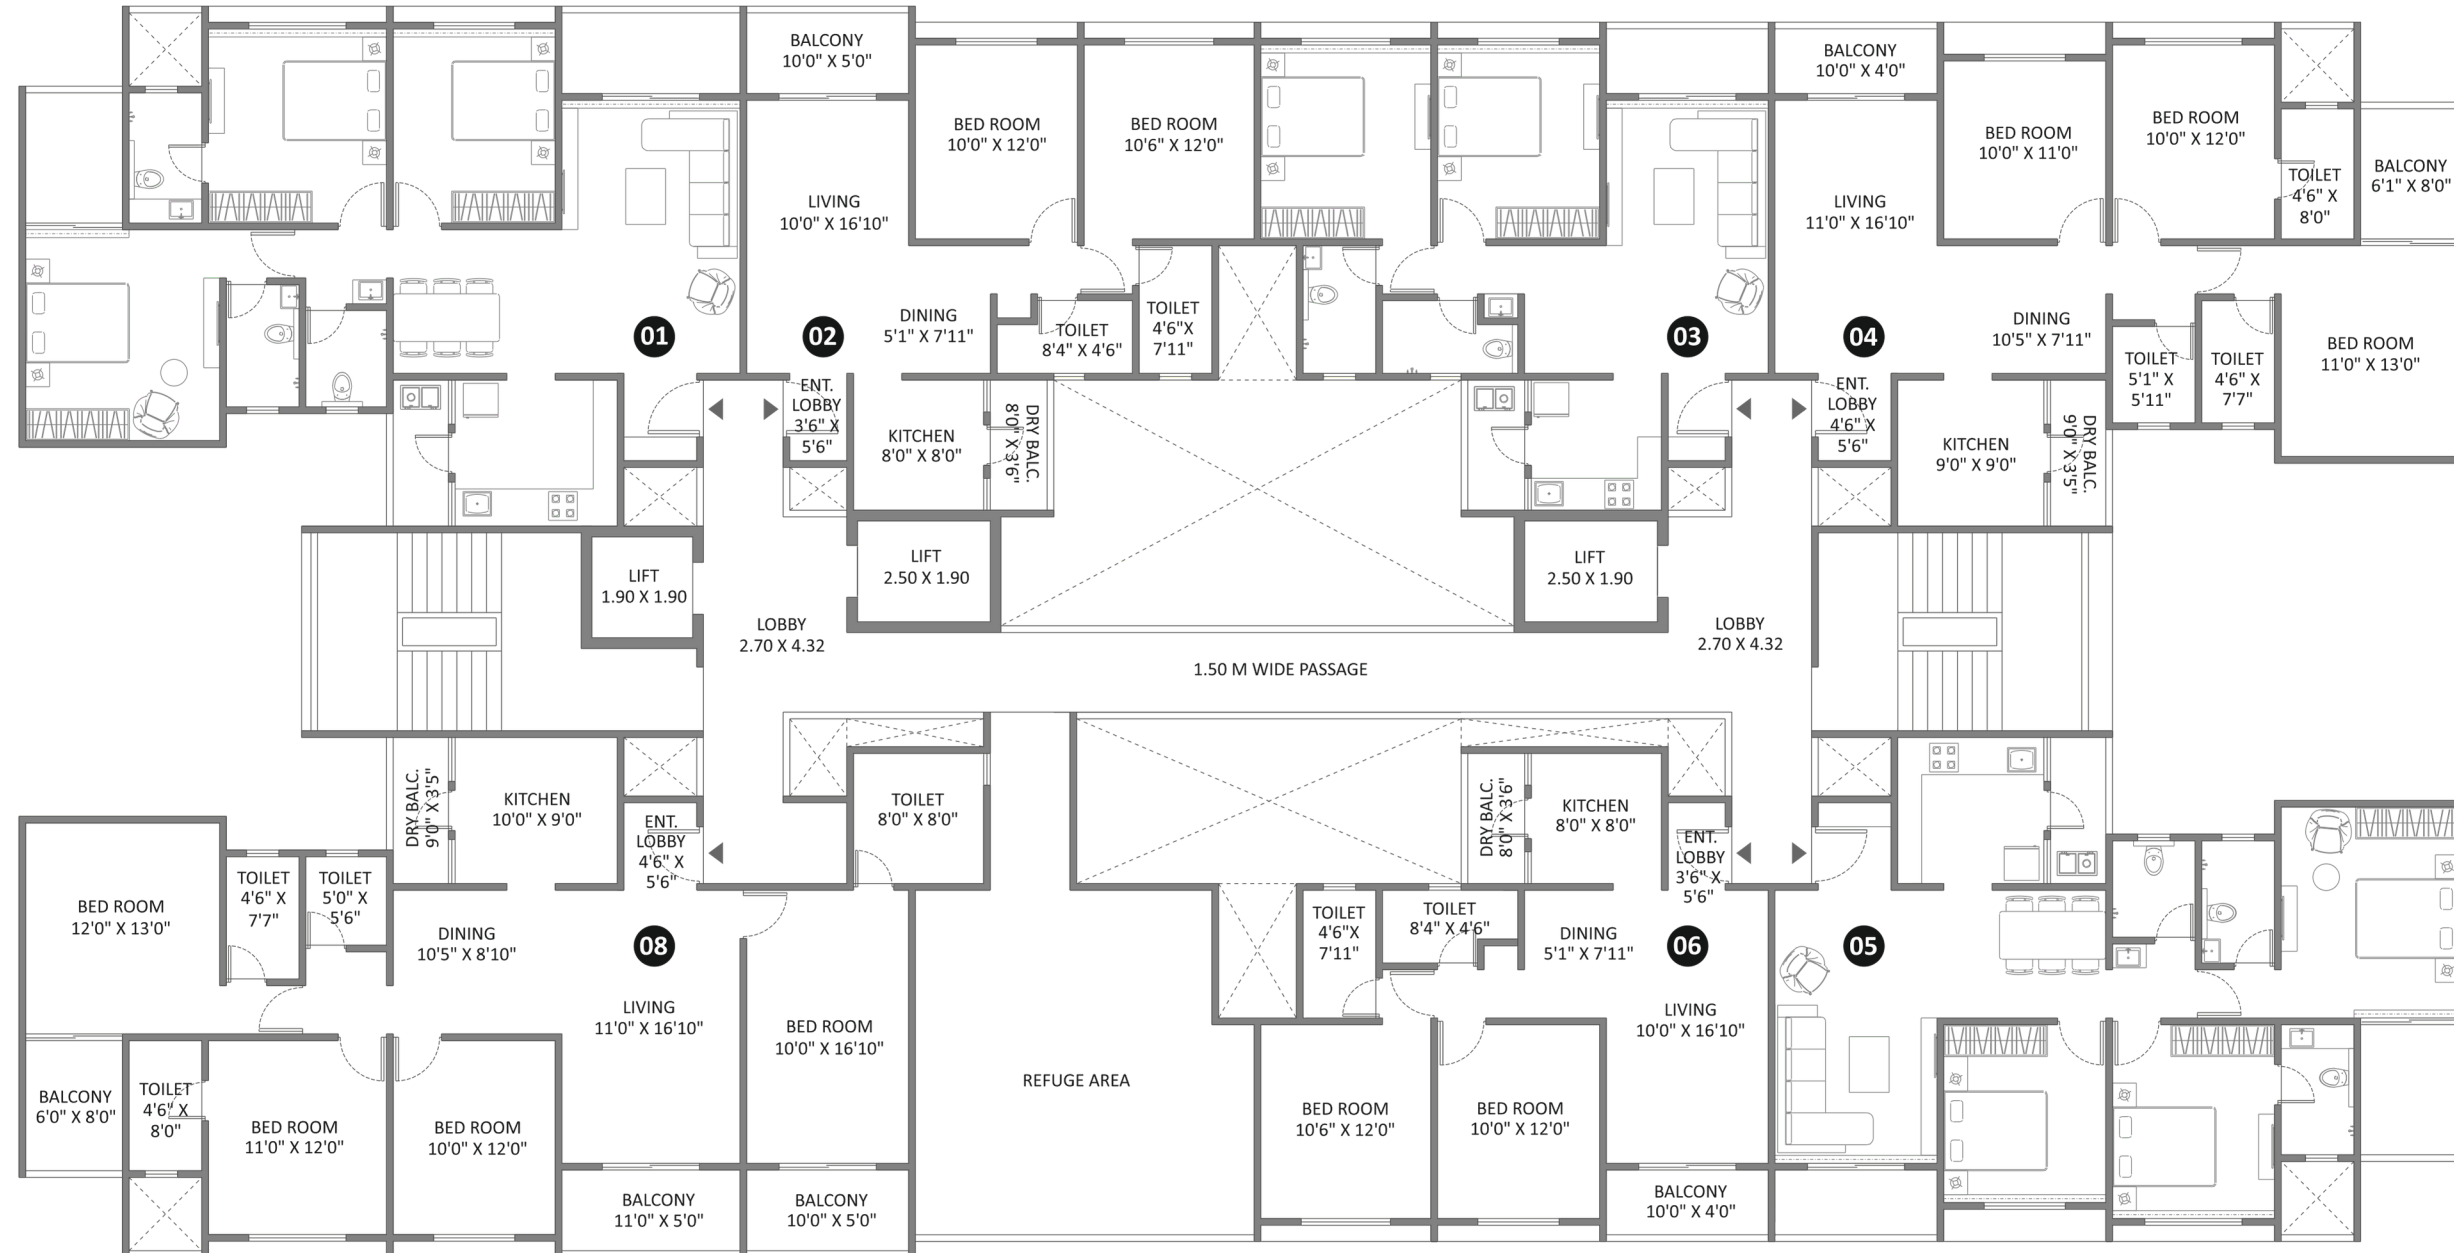 BALCONY
10'0" X 5'0"
BALCONY
10'0" X 4'0"
BED ROOM
10'0" X 12'0"
BED ROOM
10'6" X 12'0"
BED ROOM
10'0" X 11'0"
BED ROOM
10'0" X 12'0"
TOILET
4'6" X
8'0"
BALCONY
6'1" X 8'0"
LIVING
10'0" X 16'10"
LIVING
11'0" X 16'10"
01
02
DINING
5'1" X 7'11"
TOILET
8'4" X 4'6"
TOILET
4'6"X
7'11"
03
04
DINING
10'5" X 7'11"
TOILET
5'1" X
5'11"
TOILET
4'6" X
7'7"
BED ROOM
11'0" X 13'0"
ENT.
LOBBY
3'6" X
5'6"
KITCHEN
8'0" X 8'0"
DRY BALC.
8'0" X 3'6"
ENT.
LOBBY
4'6" X
5'6"
KITCHEN
9'0" X 9'0"
DRY BALC.
9'0" X 3'5"
LIFT
1.90 X 1.90
LIFT
2.50 X 1.90
LIFT
2.50 X 1.90
LOBBY
2.70 X 4.32
LOBBY
2.70 X 4.32
1.50 M WIDE PASSAGE
DRY BALC.
9'0" X 3'5"
KITCHEN
10'0" X 9'0"
ENT.
LOBBY
4'6" X
5'6"
TOILET
8'0" X 8'0"
DRY BALC.
8'0" X 3'6"
KITCHEN
8'0" X 8'0"
ENT.
LOBBY
3'6" X
5'6"
BED ROOM
12'0" X 13'0"
TOILET
4'6" X
7'7"
TOILET
5'0" X
5'6"
DINING
10'5" X 8'10"
08
TOILET
4'6"X
7'11"
TOILET
8'4" X 4'6"
DINING
5'1" X 7'11"
06
05
LIVING
11'0" X 16'10"
BED ROOM
10'0" X 16'10"
LIVING
10'0" X 16'10"
REFUGE AREA
BALCONY
6'0" X 8'0"
TOILET
4'6" X
8'0"
BED ROOM
11'0" X 12'0"
BED ROOM
10'0" X 12'0"
BED ROOM
10'6" X 12'0"
BED ROOM
10'0" X 12'0"
BALCONY
11'0" X 5'0"
BALCONY
10'0" X 5'0"
BALCONY
10'0" X 4'0"